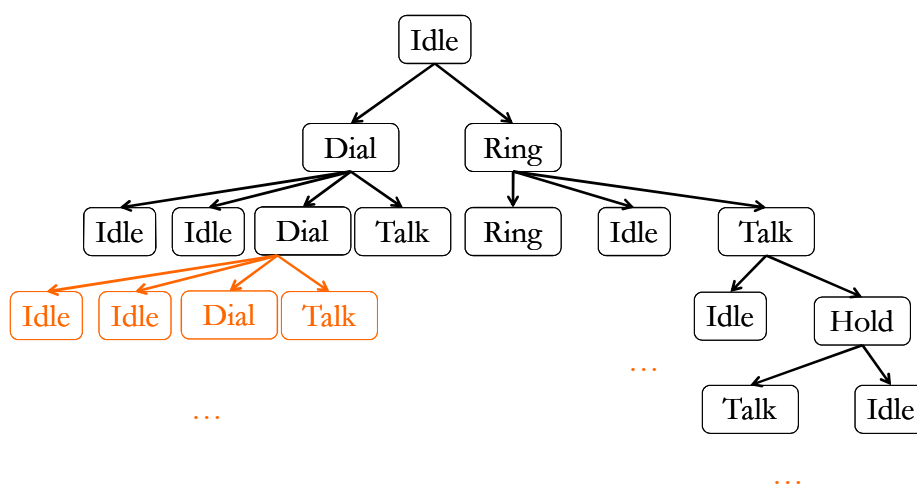 Idle
Dial Ring
Idle Idle Dial Talk Ring Idle Talk
Idle Idle Dial Talk Idle Hold
...
Talk Idle
...
...